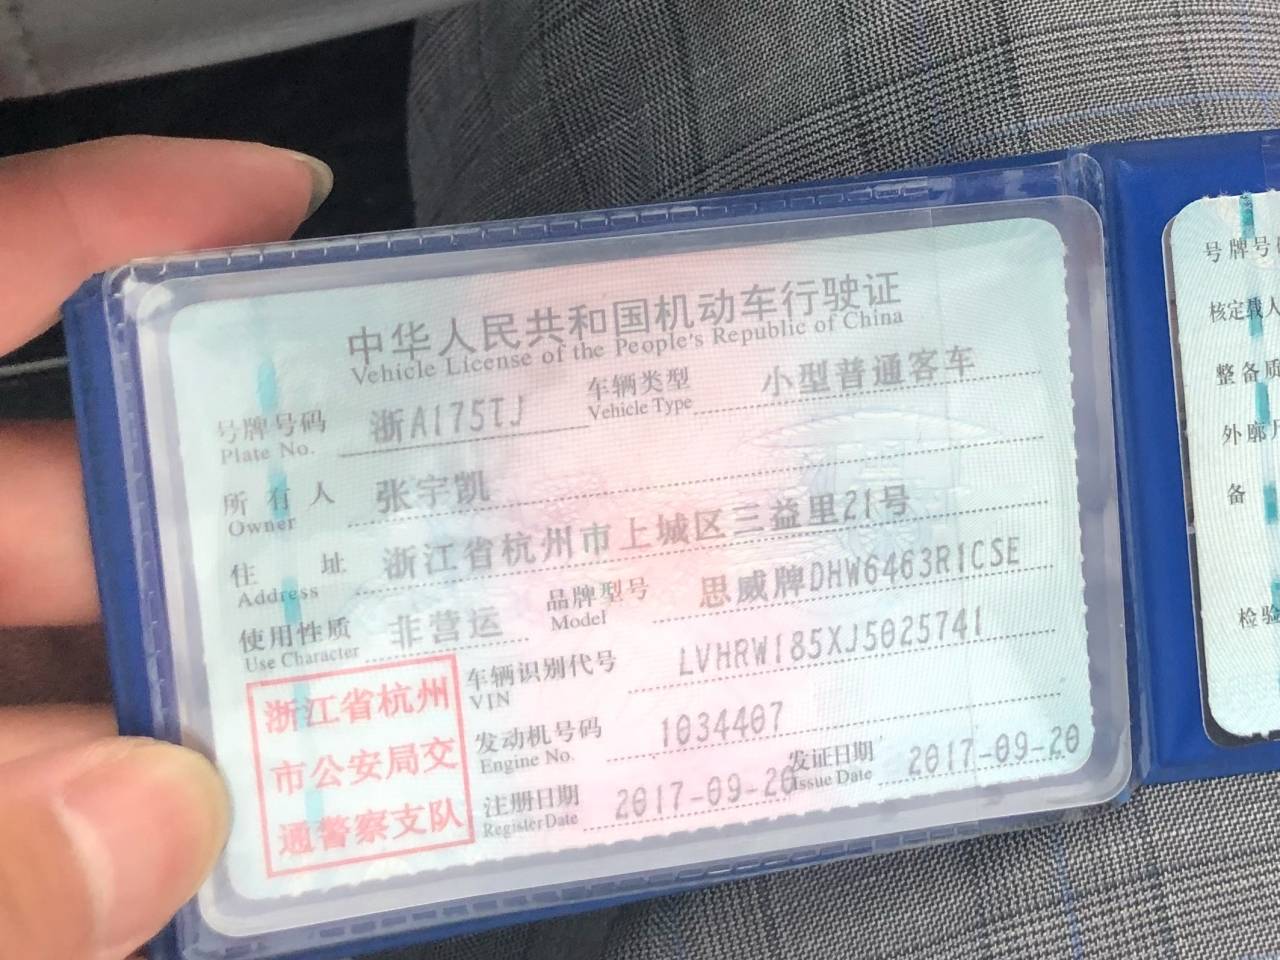 中华人民共和国机动车行驶证
Vehicle License of the People's Republic of China
号牌号码 浙A175TJ 车辆类型 小型普通客车
Plate No. Vehicle Type
所有人 张宇凯
Owner
住址 浙江省杭州市上城区三益里21号
Address
使用性质 非营运 品牌型号 思威牌DHW6463R1CSE
Use Character Model
浙江省杭州
市公安局交
通警察支队
车辆识别代号 LVHRW185XJ5025741
VIN
发动机号码 1034407
Engine No.
注册日期 2017-09-20 发证日期 2017-09-20
Register Date Issue Date
号牌号
核定载人
整备质
外廓
备
检验